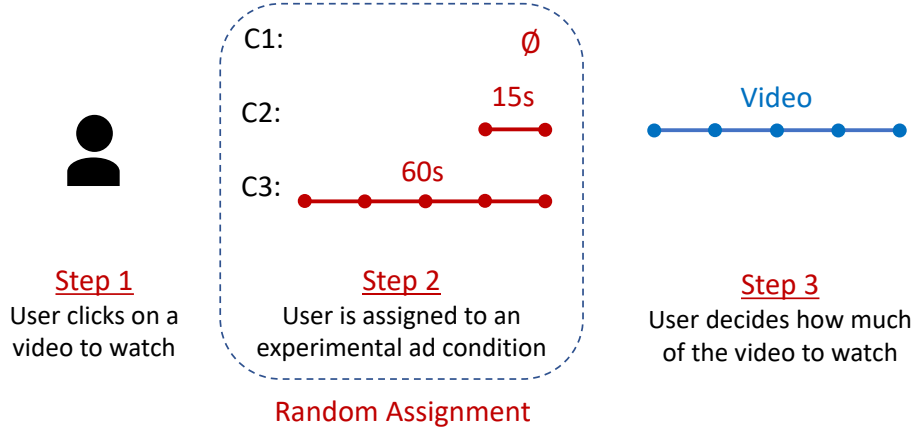 C1:
Ø
15s
C2:
Video
60s
C3:
Step 1
User clicks on a
video to watch
Step 2
User is assigned to an
experimental ad condition
Step 3
User decides how much
of the video to watch
Random Assignment